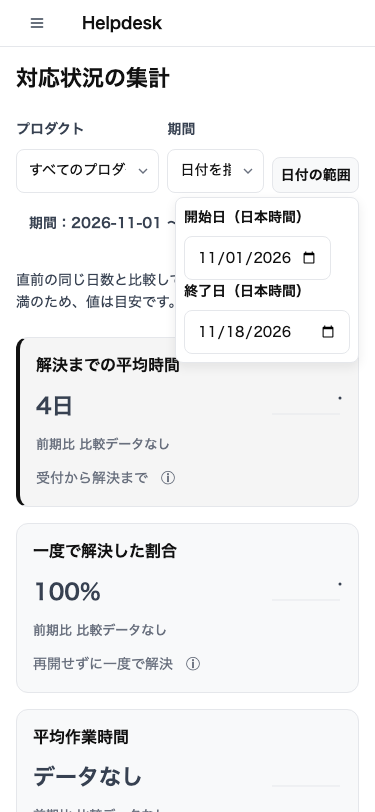 Helpdesk
対応状況の集計
プロダクト
期間
すべてのプロダ
日付を指
日付の範囲
期間：2026-11-01 ～
開始日（日本時間）
11/01/2026
終了日（日本時間）
11/18/2026
直前の同じ日数と比較し
満のため、値は目安です。
解決までの平均時間
4日
前期比 比較データなし
受付から解決まで ⓘ
一度で解決した割合
100%
前期比 比較データなし
再開せずに一度で解決 ⓘ
平均作業時間
データなし